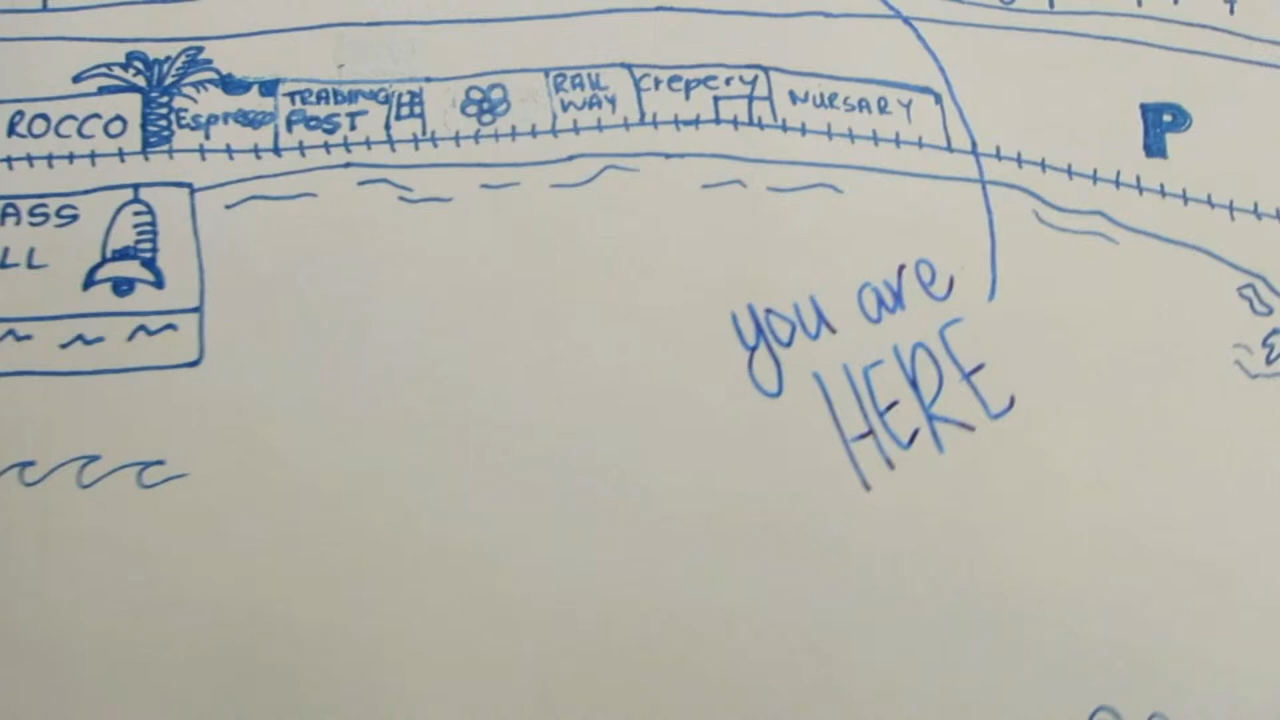 ROCCO
Espresso
TRADING
POST
RAIL
WAY
Crepery
NURSARY
P
ASS
LL
you are
HERE